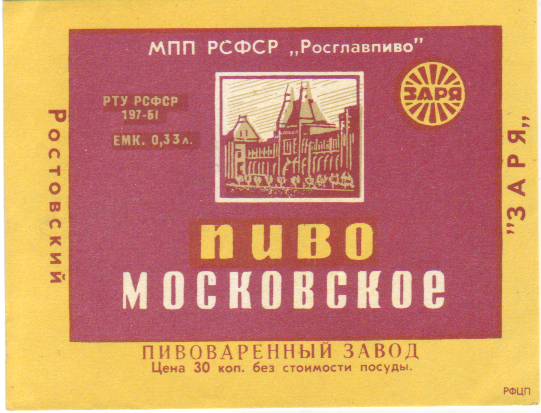 МПП РСФСР „Росглавпиво"
РТУ РСФСР
197-61
ЕМК. 0,33 л.
ЗАРЯ
Ростовский
"ЗАРЯ„
ПИВО
МОСКОВСКОЕ
ПИВОВАРЕННЫЙ ЗАВОД
Цена 30 коп. без стоимости посуды.
РФЦП